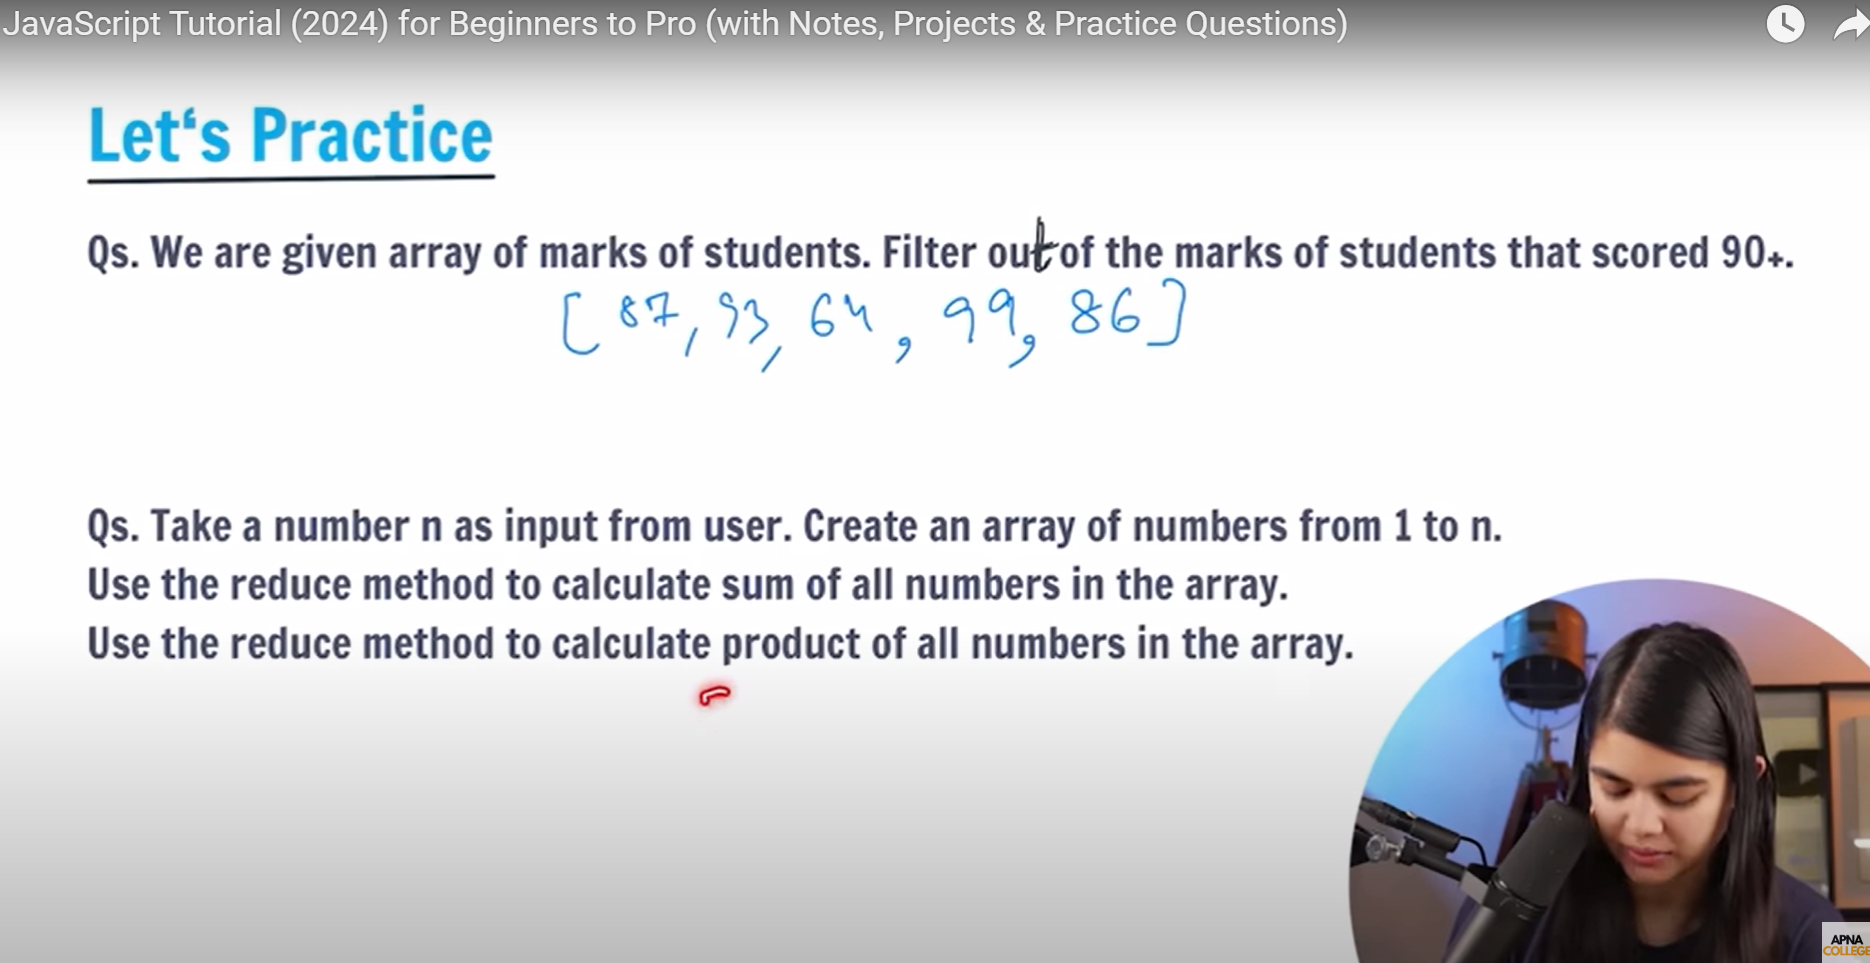 JavaScript Tutorial (2024) for Beginners to Pro (with Notes, Projects & Practice Questions)
Let‘s Practice
Qs. We are given array of marks of students. Filter out of the marks of students that scored 90+.
[87, 93, 64, 99, 86]
Qs. Take a number n as input from user. Create an array of numbers from 1 to n.
Use the reduce method to calculate sum of all numbers in the array.
Use the reduce method to calculate product of all numbers in the array.
APNA
COLLEGE